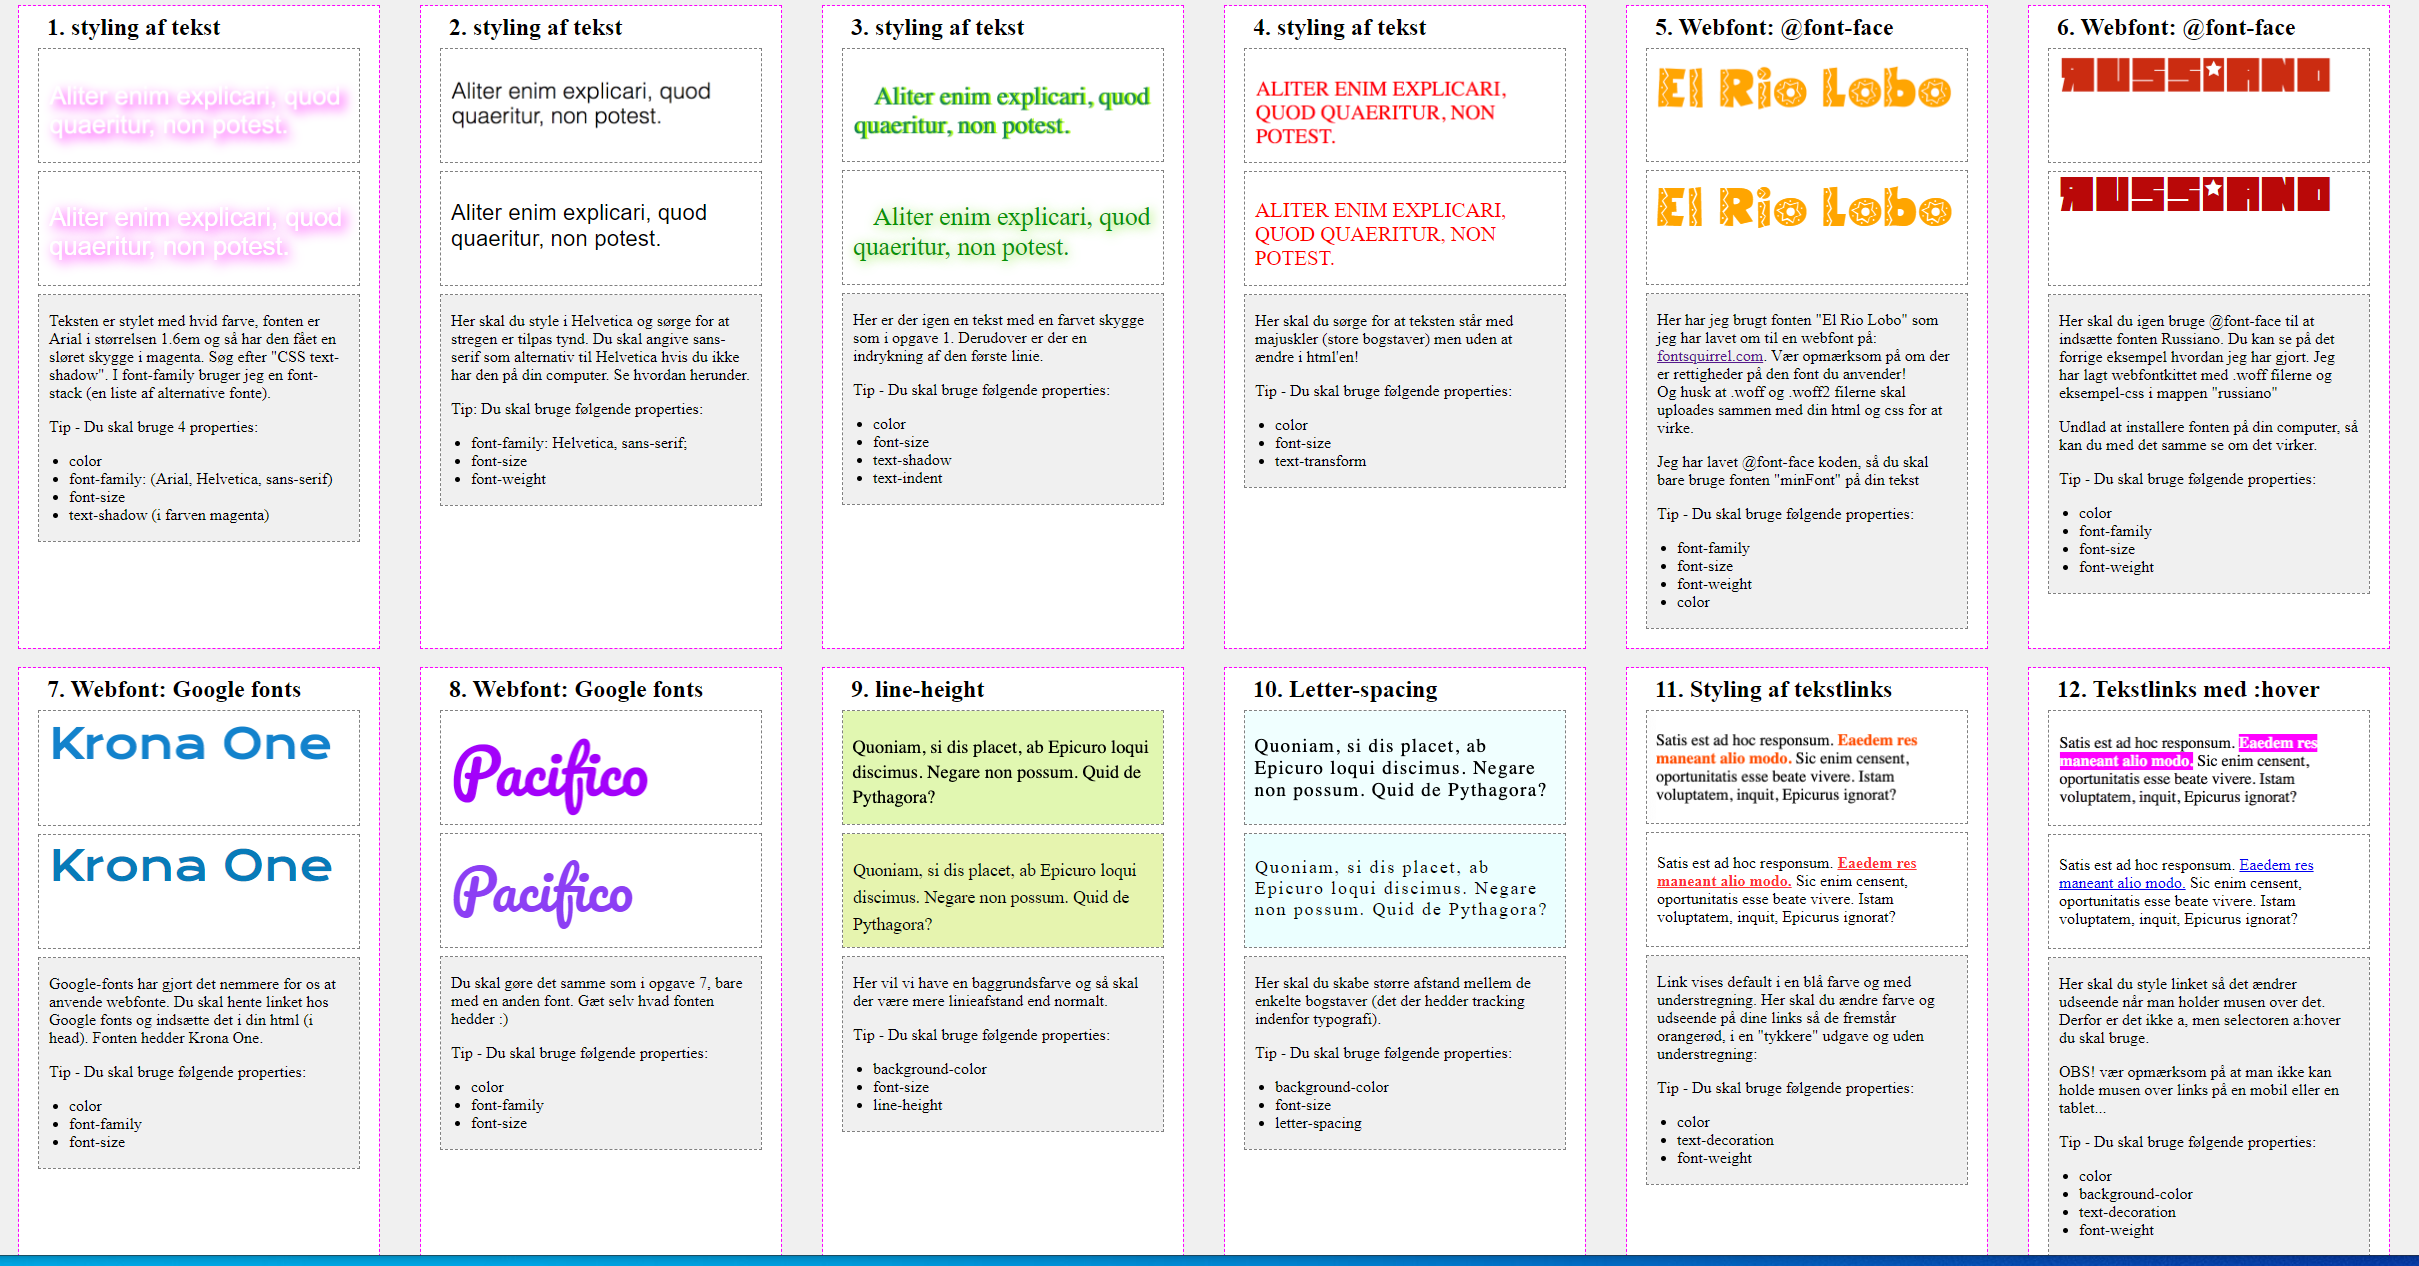 1. styling af tekst
Aliter enim explicari, quod
quaeritur, non potest.
Aliter enim explicari, quod
quaeritur, non potest.
Teksten er stylet med hvid farve, fonten er
Arial i størrelsen 1.6em og så har den fået en
sløret skygge i magenta. Søg efter "CSS text-
shadow". I font-family bruger jeg en font-
stack (en liste af alternative fonte).
Tip - Du skal bruge 4 properties:
• color
• font-family: (Arial, Helvetica, sans-serif)
• font-size
• text-shadow (i farven magenta)
2. styling af tekst
Aliter enim explicari, quod
quaeritur, non potest.
Aliter enim explicari, quod
quaeritur, non potest.
Her skal du style i Helvetica og sørge for at
stregen er tilpas tynd. Du skal angive sans-
serif som alternativ til Helvetica hvis du ikke
har den på din computer. Se hvordan herunder.
Tip: Du skal bruge følgende properties:
• font-family: Helvetica, sans-serif;
• font-size
• font-weight
3. styling af tekst
Aliter enim explicari, quod
quaeritur, non potest.
Aliter enim explicari, quod
quaeritur, non potest.
Her er der igen en tekst med en farvet skygge
som i opgave 1. Derudover er der en
indrykning af den første linie.
Tip - Du skal bruge følgende properties:
• color
• font-size
• text-shadow
• text-indent
4. styling af tekst
ALITER ENIM EXPLICARI,
QUOD QUAERITUR, NON
POTEST.
ALITER ENIM EXPLICARI,
QUOD QUAERITUR, NON
POTEST.
Her skal du sørge for at teksten står med
majuskler (store bogstaver) men uden at
ændre i html'en!
Tip - Du skal bruge følgende properties:
• color
• font-size
• text-transform
5. Webfont: @font-face
El Rio Lobo
El Rio Lobo
Her har jeg brugt fonten "El Rio Lobo" som
jeg har lavet om til en webfont på:
fontsquirrel.com. Vær opmærksom på om der
er rettigheder på den font du anvender!
Og husk at .woff og .woff2 filerne skal
uploades sammen med din html og css for at
virke.
Jeg har lavet @font-face koden, så du skal
bare bruge fonten "minFont" på din tekst
Tip - Du skal bruge følgende properties:
• font-family
• font-size
• font-weight
• color
6. Webfont: @font-face
RUSSIANO
RUSSIANO
Her skal du igen bruge @font-face til at
indsætte fonten Russiano. Du kan se på det
forrige eksempel hvordan jeg har gjort. Jeg
har lagt webfontkittet med .woff filerne og
eksempel-css i mappen "russiano"
Undlad at installere fonten på din computer, så
kan du med det samme se om det virker.
Tip - Du skal bruge følgende properties:
• color
• font-family
• font-size
• font-weight
7. Webfont: Google fonts
Krona One
Krona One
Google-fonts har gjort det nemmere for os at
anvende webfonte. Du skal hente linket hos
Google fonts og indsætte det i din html (i
head). Fonten hedder Krona One.
Tip - Du skal bruge følgende properties:
• color
• font-family
• font-size
8. Webfont: Google fonts
Pacifico
Pacifico
Du skal gøre det samme som i opgave 7, bare
med en anden font. Gæt selv hvad fonten
hedder :)
Tip - Du skal bruge følgende properties:
• color
• font-family
• font-size
9. line-height
Quoniam, si dis placet, ab Epicuro loqui
discimus. Negare non possum. Quid de
Pythagora?
Quoniam, si dis placet, ab Epicuro loqui
discimus. Negare non possum. Quid de
Pythagora?
Her vil vi have en baggrundsfarve og så skal
der være mere linieafstand end normalt.
Tip - Du skal bruge følgende properties:
• background-color
• font-size
• line-height
10. Letter-spacing
Quoniam, si dis placet, ab
Epicuro loqui discimus. Negare
non possum. Quid de Pythagora?
Quoniam, si dis placet, ab
Epicuro loqui discimus. Negare
non possum. Quid de Pythagora?
Her skal du skabe større afstand mellem de
enkelte bogstaver (det der hedder tracking
indenfor typografi).
Tip - Du skal bruge følgende properties:
• background-color
• font-size
• letter-spacing
11. Styling af tekstlinks
Satis est ad hoc responsum. Eaedem res
maneant alio modo. Sic enim censent,
oportunitatis esse beate vivere. Istam
voluptatem, inquit, Epicurus ignorat?
Satis est ad hoc responsum. Eaedem res
maneant alio modo. Sic enim censent,
oportunitatis esse beate vivere. Istam
voluptatem, inquit, Epicurus ignorat?
Link vises default i en blå farve og med
understregning. Her skal du ændre farve og
udseende på dine links så de fremstår
orangerød, i en "tykkere" udgave og uden
understregning:
Tip - Du skal bruge følgende properties:
• color
• text-decoration
• font-weight
12. Tekstlinks med :hover
Satis est ad hoc responsum. Eaedem res
maneant alio modo. Sic enim censent,
oportunitatis esse beate vivere. Istam
voluptatem, inquit, Epicurus ignorat?
Satis est ad hoc responsum. Eaedem res
maneant alio modo. Sic enim censent,
oportunitatis esse beate vivere. Istam
voluptatem, inquit, Epicurus ignorat?
Her skal du style linket så det ændrer
udseende når man holder musen over det.
Derfor er det ikke a, men selectoren a:hover
du skal bruge.
OBS! vær opmærksom på at man ikke kan
holde musen over links på en mobil eller en
tablet...
Tip - Du skal bruge følgende properties:
• color
• background-color
• text-decoration
• font-weight